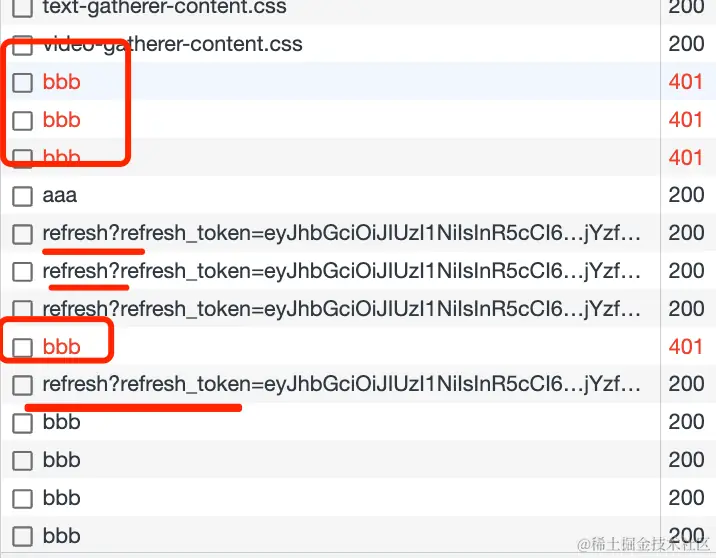 text-gatherer-content.css 200
video-gatherer-content.css 200
bbb 401
bbb 401
bbb 401
aaa 200
refresh?refresh_token=eyJhbGciOiJIUzI1NiIsInR5cCI6…jYzf… 200
refresh?refresh_token=eyJhbGciOiJIUzI1NiIsInR5cCI6…jYzf… 200
refresh?refresh_token=eyJhbGciOiJIUzI1NiIsInR5cCI6…jYzf… 200
bbb 401
refresh?refresh_token=eyJhbGciOiJIUzI1NiIsInR5cCI6…jYzf… 200
bbb 200
bbb 200
bbb 200
bbb 200
@稀土掘金技术社区